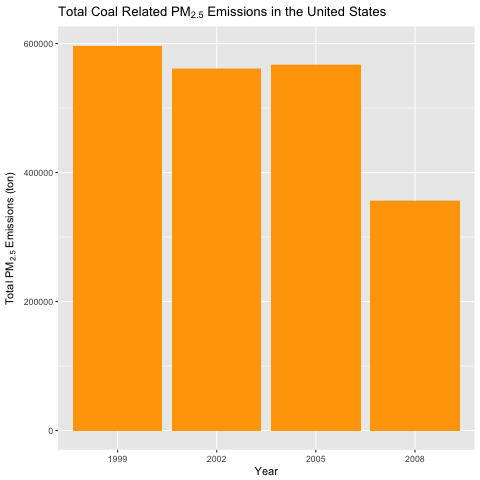 Total Coal Related PM2.5 Emissions in the United States
600000
400000
200000
0
Total PM2.5 Emissions (ton)
1999 2002 2005 2008
Year